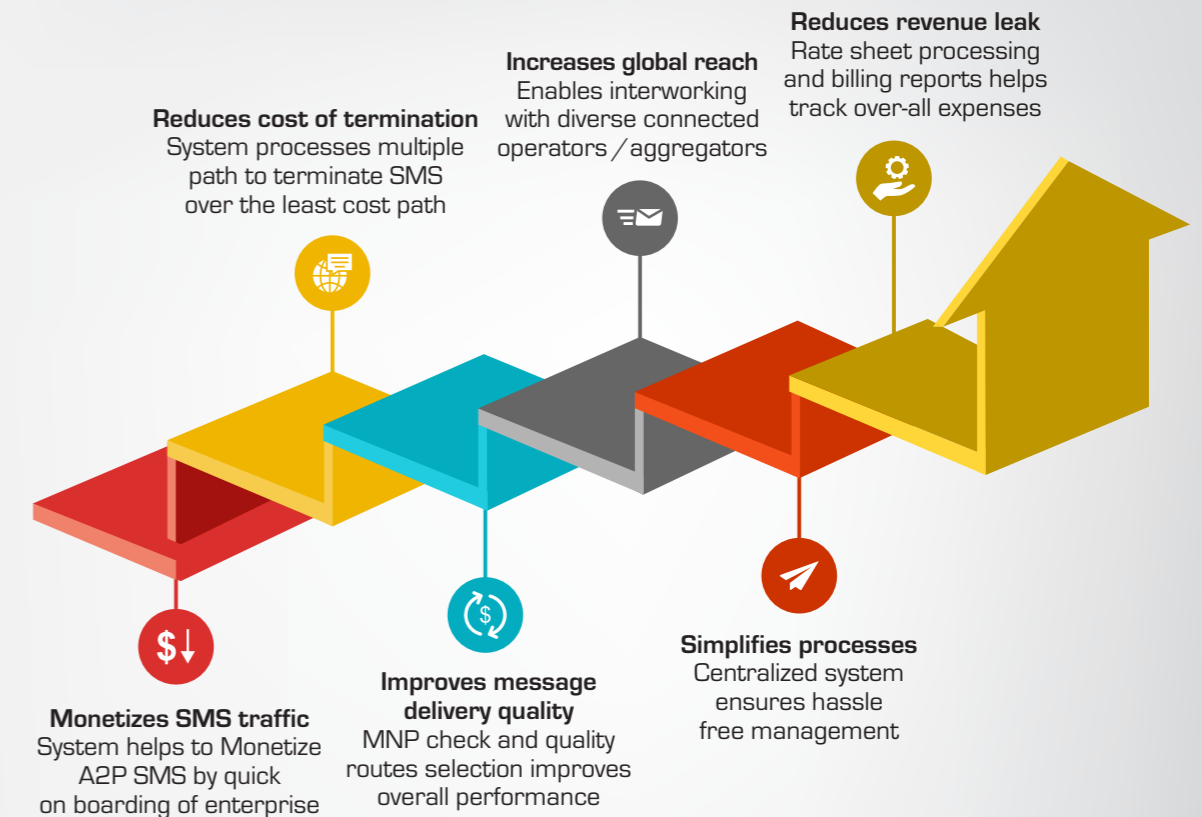 Reduces revenue leak
Rate sheet processing
and billing reports helps
track over-all expenses
Increases global reach
Enables interworking
with diverse connected
operators / aggregators
Reduces cost of termination
System processes multiple
path to terminate SMS
over the least cost path
$
$
Monetizes SMS traffic
System helps to Monetize
A2P SMS by quick
on boarding of enterprise
Improves message
delivery quality
MNP check and quality
routes selection improves
overall performance
Simplifies processes
Centralized system
ensures hassle
free management